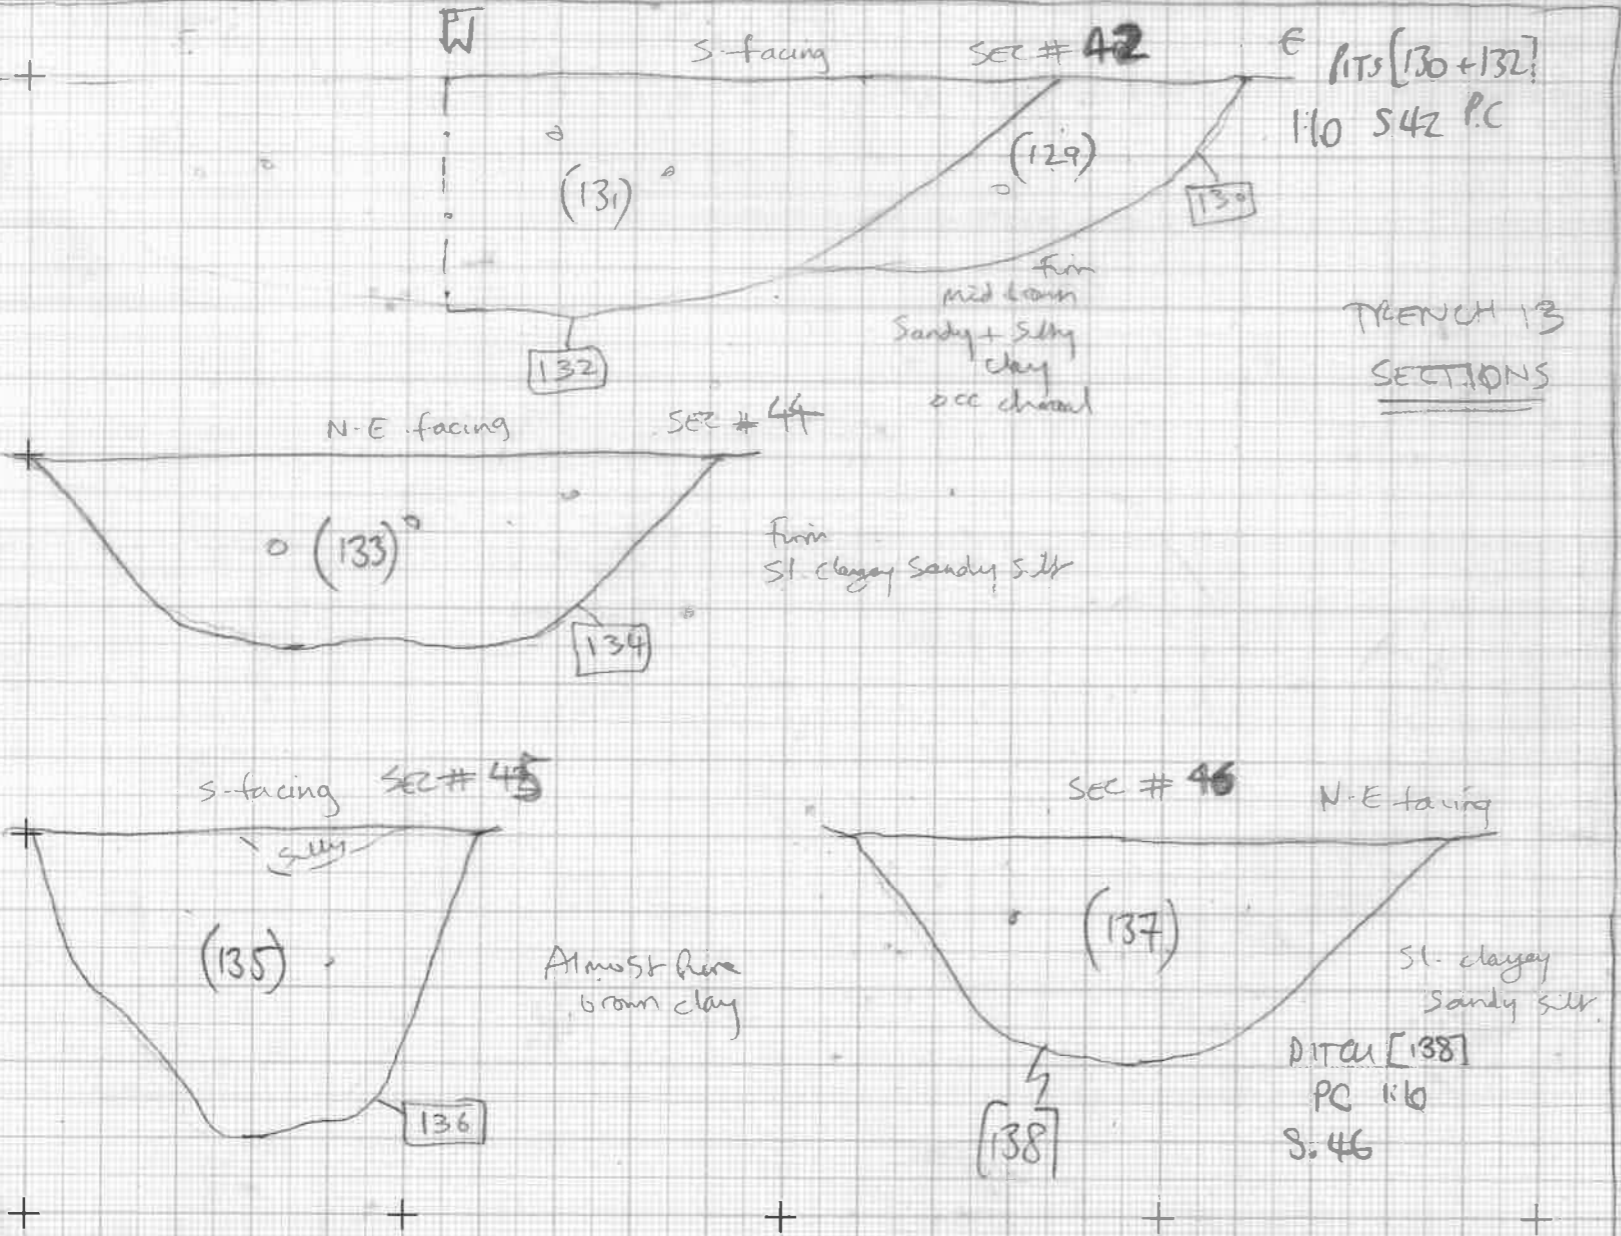 W S-facing SEC # 42 E
PITS [130 + 132]
1:10 S42 P.C
(129)
(131)
130
Firm
mid brown
Sandy + Silty
clay
occ charcoal
132
TRENCH 13
SECTIONS
N-E facing SEC # 44
(133)
Firm
Sl. clayey Sandy Silt
134
S-facing SEC # 45
silty
(135)
Almost Pure
brown clay
136
SEC # 46 N-E facing
(137)
Sl. clayey
Sandy silt.
[138]
DITCH [138]
PC 1:10
S. 46